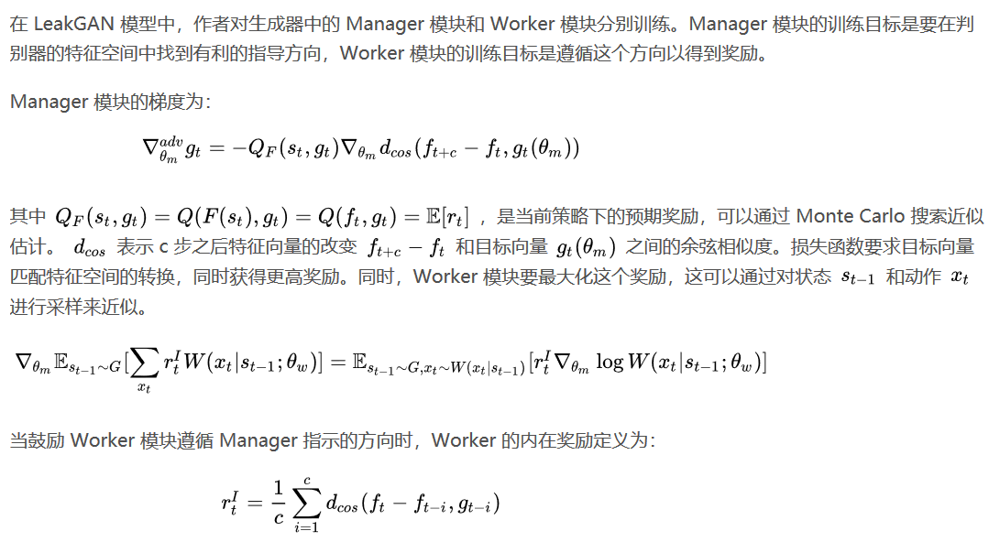 在 LeakGAN 模型中，作者对生成器中的 Manager 模块和 Worker 模块分别训练。Manager 模块的训练目标是要在判
别器的特征空间中找到有利的指导方向，Worker 模块的训练目标是遵循这个方向以得到奖励。
Manager 模块的梯度为：
$\nabla_{\theta_m}^{adv} g_t = -Q_F(s_t, g_t) \nabla_{\theta_m} d_{cos}(f_{t+c} - f_t, g_t(\theta_m))$
其中 $Q_F(s_t, g_t) = Q(F(s_t), g_t) = Q(f_t, g_t) = \mathbb{E}[r_t]$ ，是当前策略下的预期奖励，可以通过 Monte Carlo 搜索近似
估计。 $d_{cos}$ 表示 c 步之后特征向量的改变 $f_{t+c} - f_t$ 和目标向量 $g_t(\theta_m)$ 之间的余弦相似度。损失函数要求目标向量
匹配特征空间的转换，同时获得更高奖励。同时，Worker 模块要最大化这个奖励，这可以通过对状态 $s_{t-1}$ 和动作 $x_t$
进行采样来近似。
$\nabla_{\theta_m} \mathbb{E}_{s_{t-1} \sim G}[\sum_{x_t} r_t^I W(x_t|s_{t-1}; \theta_w)] = \mathbb{E}_{s_{t-1} \sim G, x_t \sim W(x_t|s_{t-1})}[r_t^I \nabla_{\theta_m} \log W(x_t|s_{t-1}; \theta_w)]$
当鼓励 Worker 模块遵循 Manager 指示的方向时，Worker 的内在奖励定义为：
$r_t^I = \frac{1}{c} \sum_{i=1}^{c} d_{cos}(f_t - f_{t-i}, g_{t-i})$